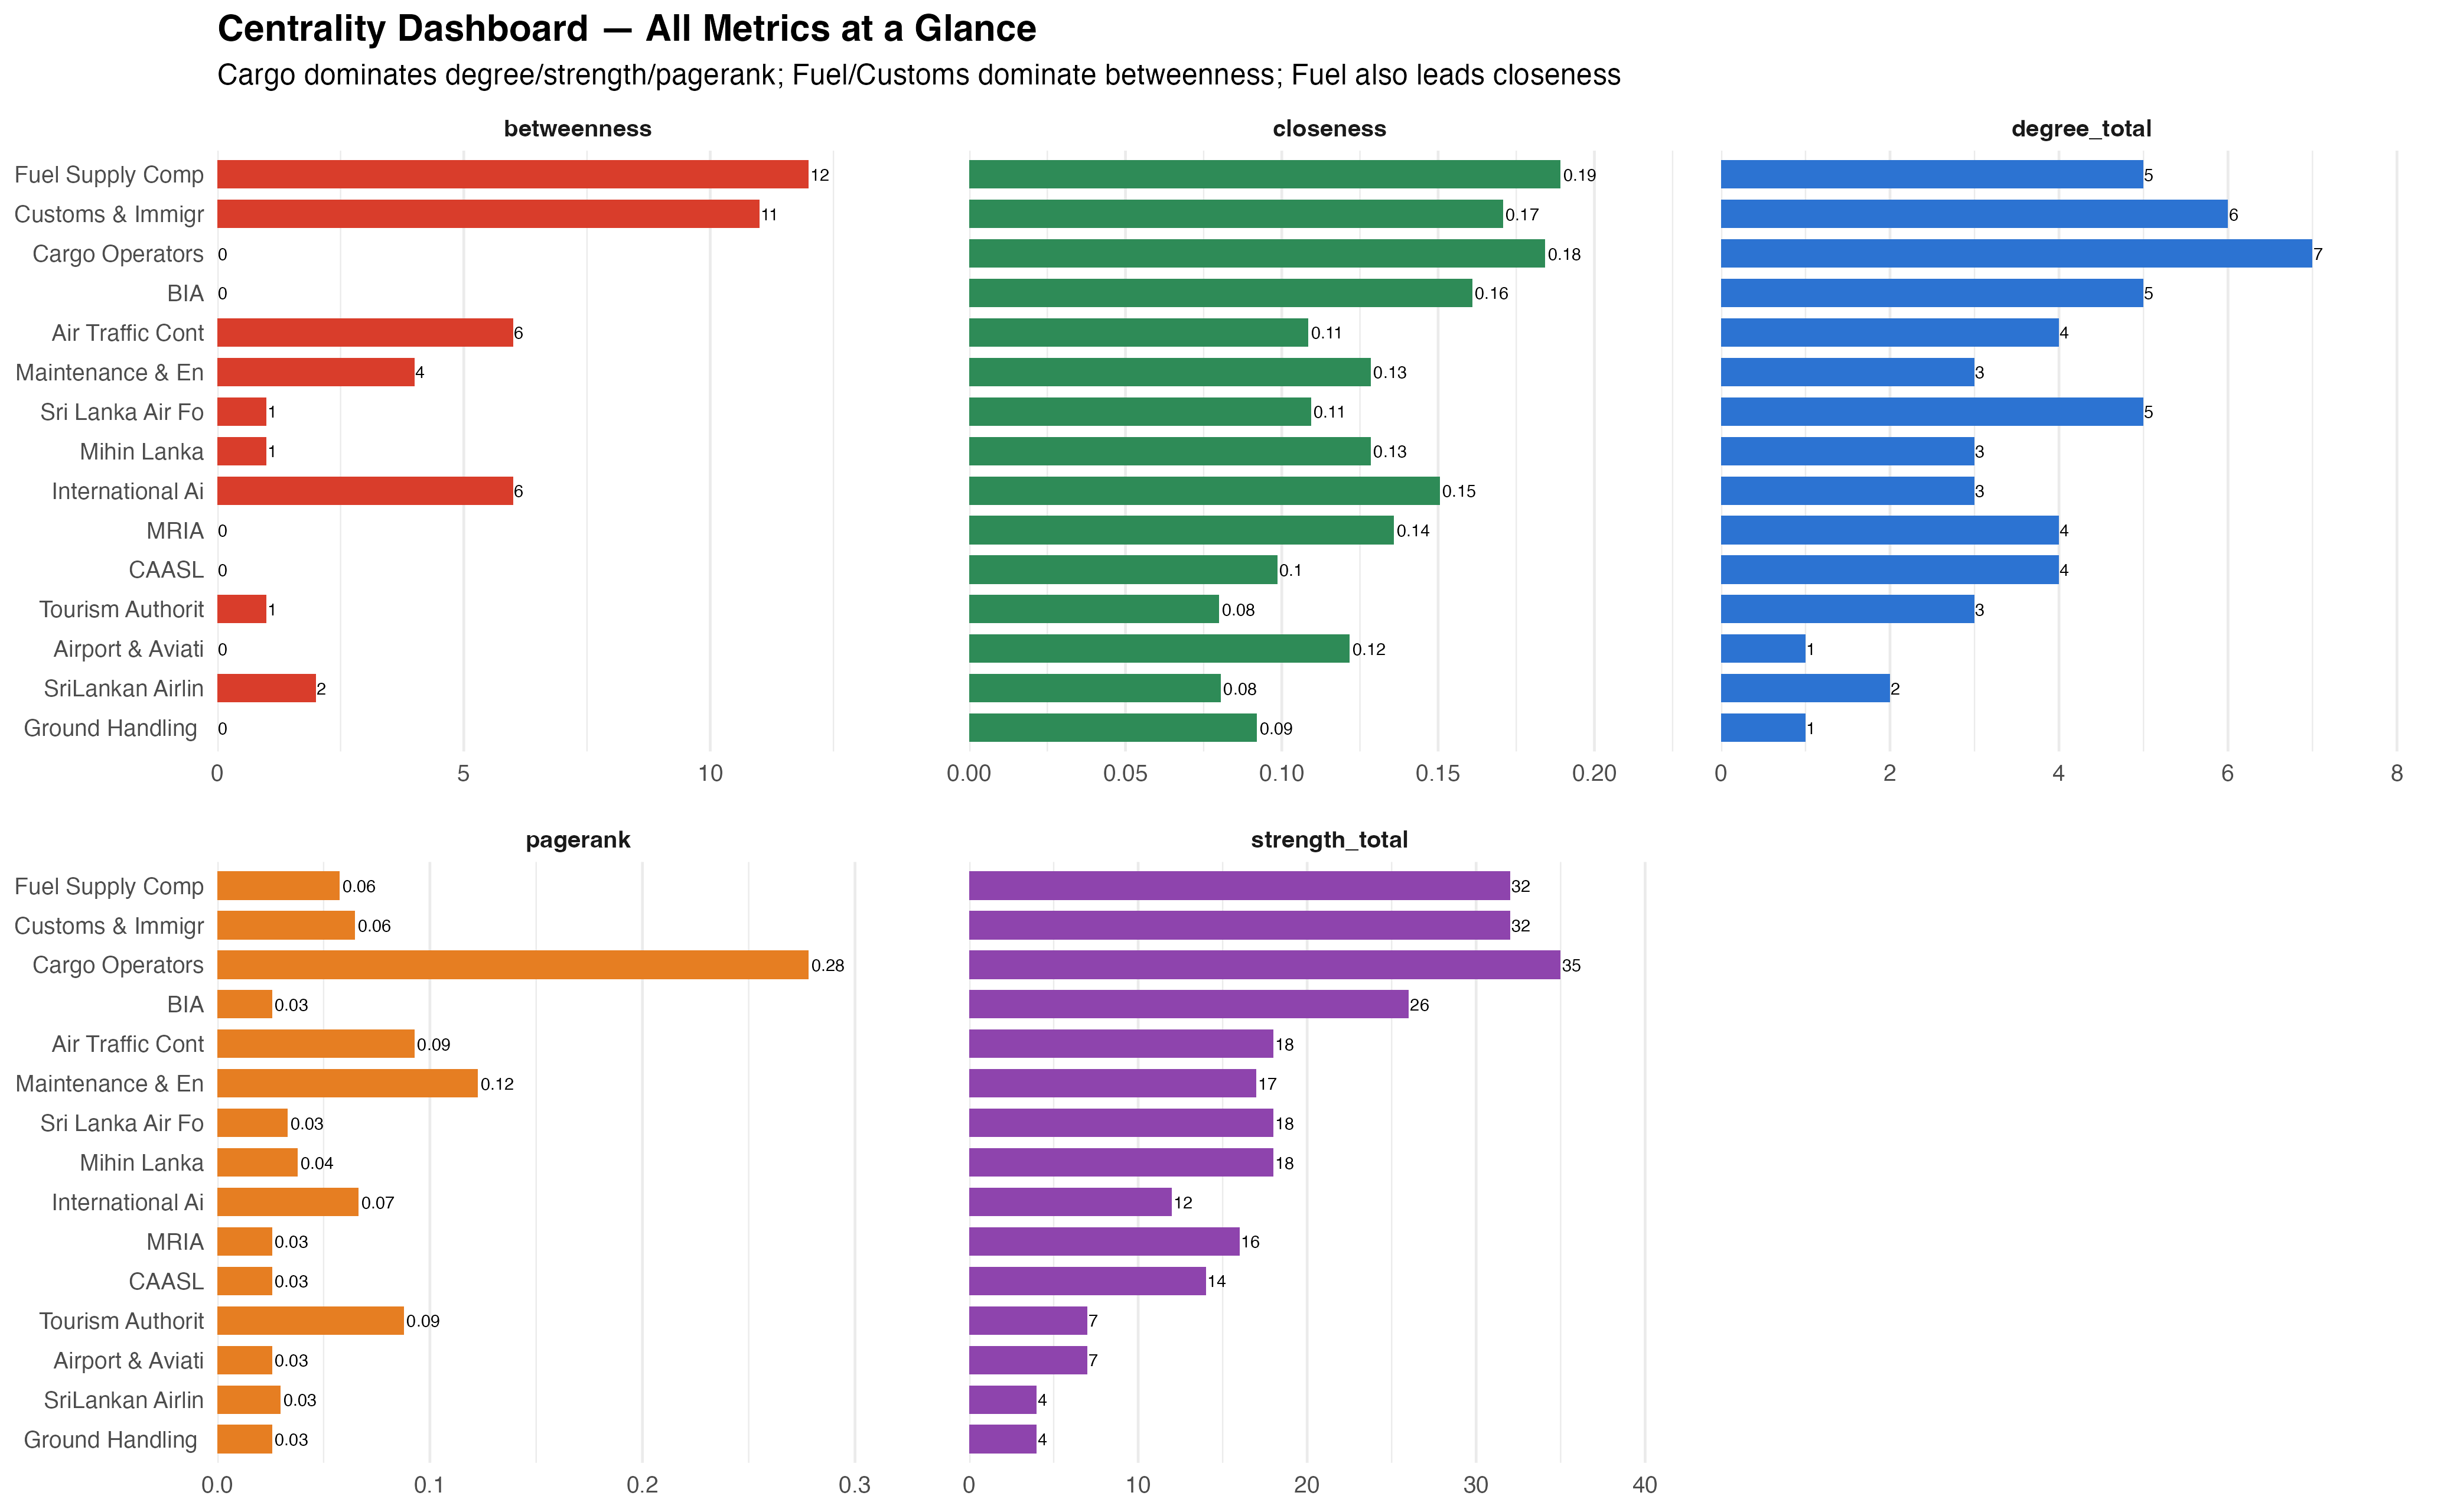 Centrality Dashboard — All Metrics at a Glance
Cargo dominates degree/strength/pagerank; Fuel/Customs dominate betweenness; Fuel also leads closeness
betweenness closeness degree_total
Fuel Supply Comp 12 0.19 5
Customs & Immigr 11 0.17 6
Cargo Operators 0 0.18 7
BIA 0 0.16 5
Air Traffic Cont 6 0.11 4
Maintenance & En 4 0.13 3
Sri Lanka Air Fo 1 0.11 5
Mihin Lanka 1 0.13 3
International Ai 6 0.15 3
MRIA 0 0.14 4
CAASL 0 0.1 4
Tourism Authorit 1 0.08 3
Airport & Aviati 0 0.12 1
SriLankan Airlin 2 0.08 2
Ground Handling 0 0.09 1
0 5 10 0.00 0.05 0.10 0.15 0.20 0 2 4 6 8
pagerank strength_total
Fuel Supply Comp 0.06 32
Customs & Immigr 0.06 32
Cargo Operators 0.28 35
BIA 0.03 26
Air Traffic Cont 0.09 18
Maintenance & En 0.12 17
Sri Lanka Air Fo 0.03 18
Mihin Lanka 0.04 18
International Ai 0.07 12
MRIA 0.03 16
CAASL 0.03 14
Tourism Authorit 0.09 7
Airport & Aviati 0.03 7
SriLankan Airlin 0.03 4
Ground Handling 0.03 4
0.0 0.1 0.2 0.3 0 10 20 30 40